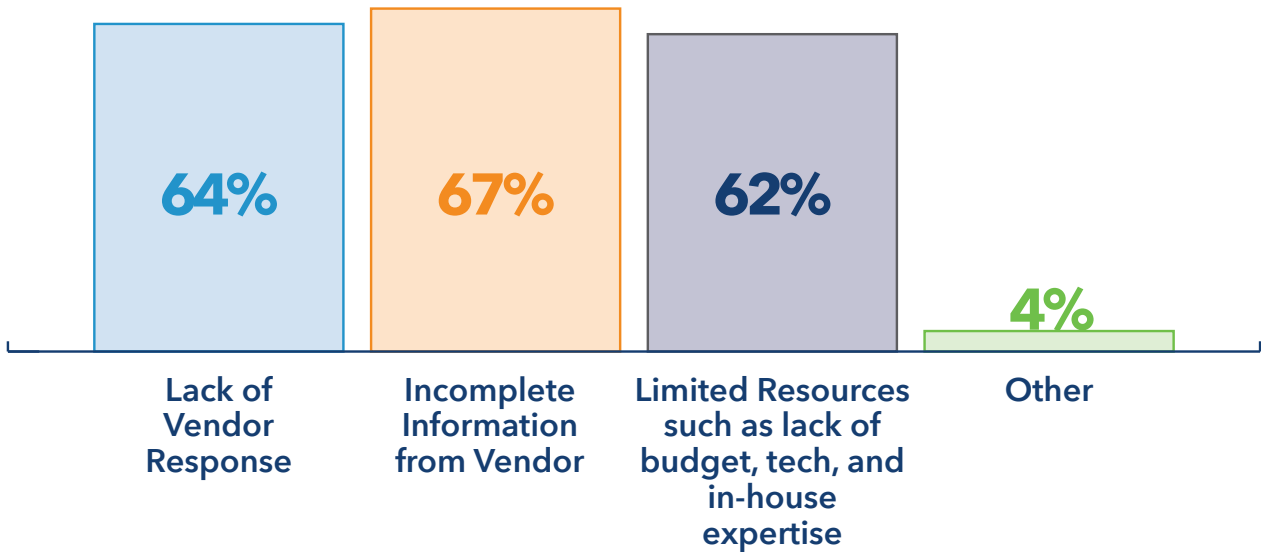 64%
67%
62%
4%
Lack of
Vendor
Response
Incomplete
Information
from Vendor
Limited Resources
such as lack of
budget, tech, and
in-house
expertise
Other